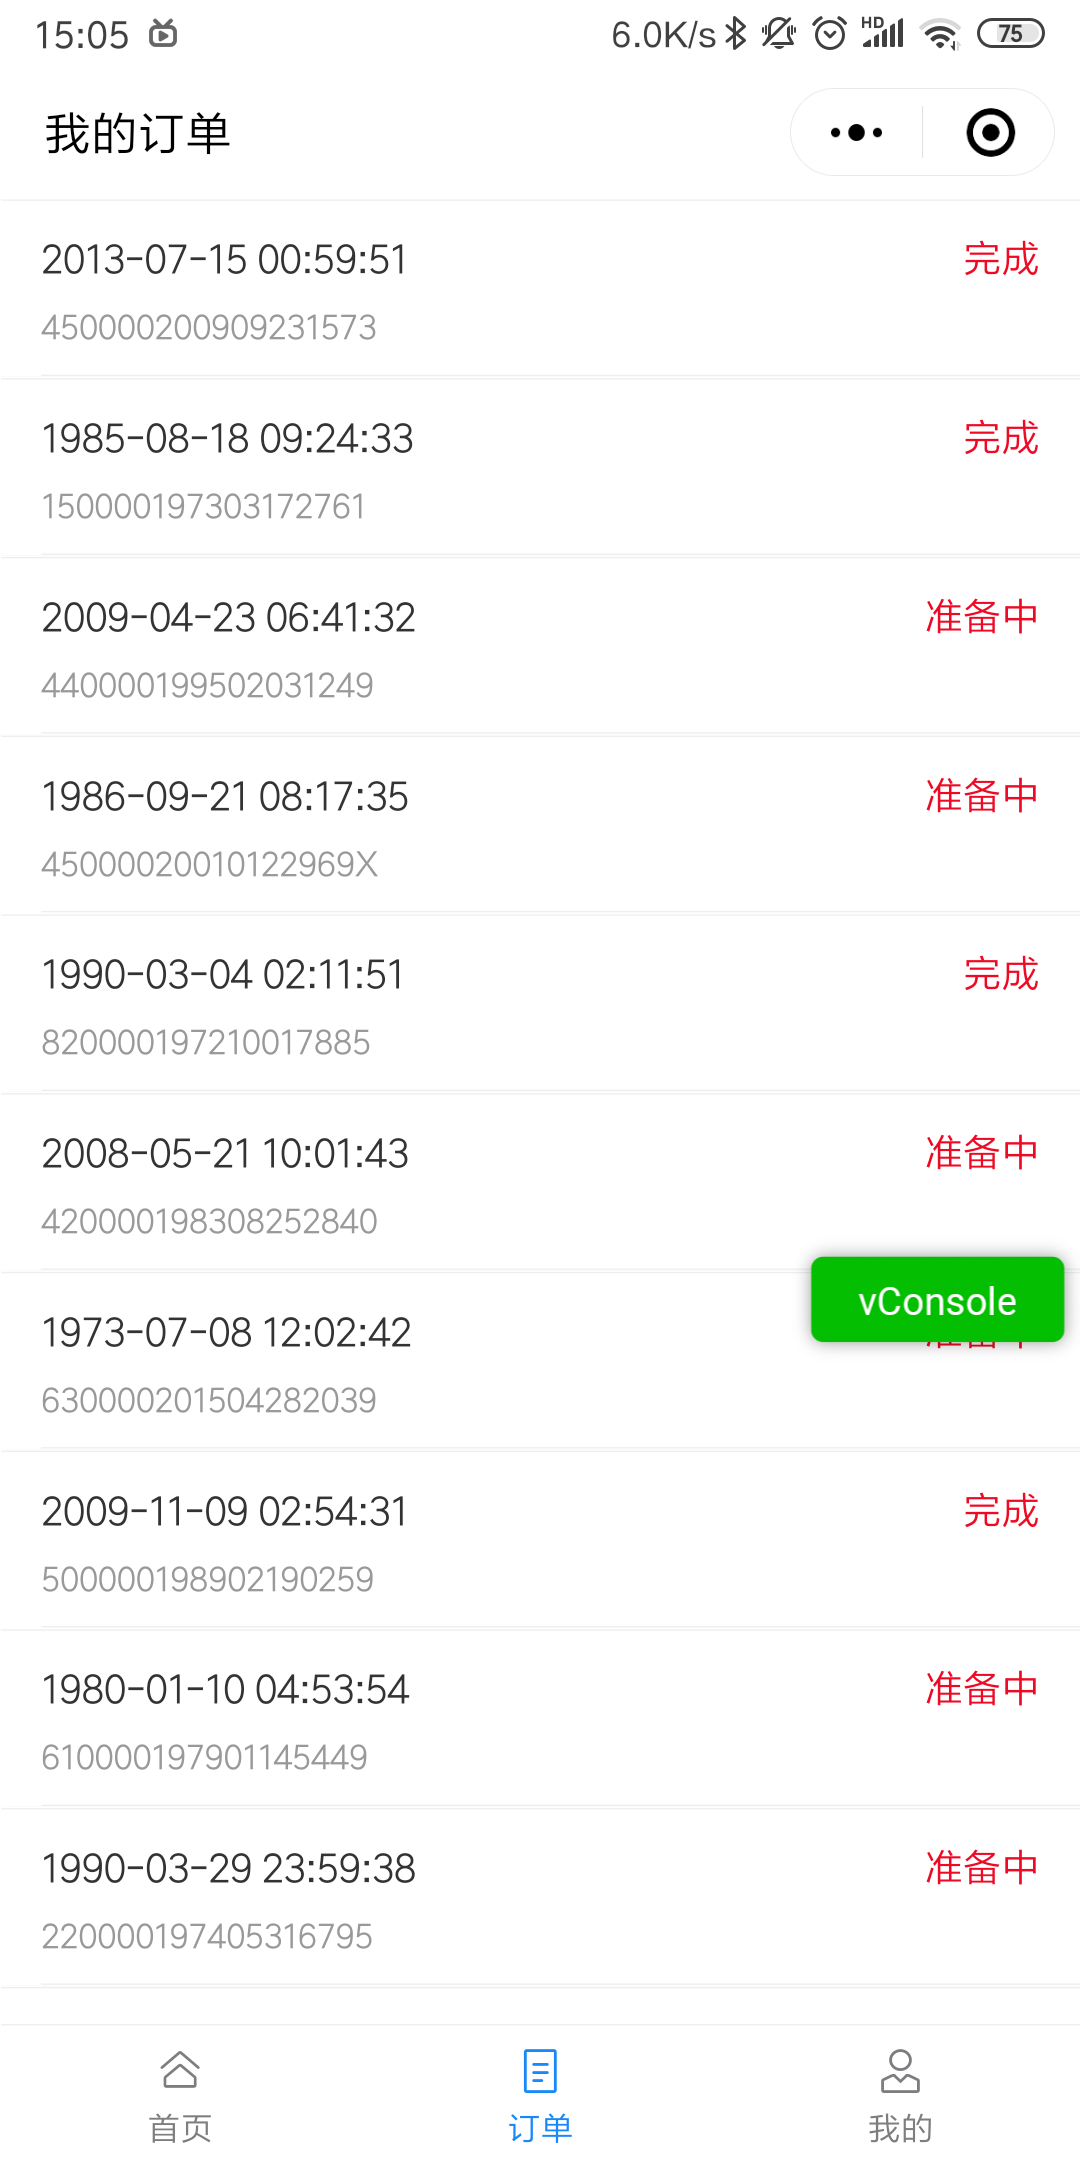 15:05 6.0K/s HD 75
我的订单
2013-07-15 00:59:51 完成
450000200909231573
1985-08-18 09:24:33 完成
150000197303172761
2009-04-23 06:41:32 准备中
440000199502031249
1986-09-21 08:17:35 准备中
45000020010122969X
1990-03-04 02:11:51 完成
820000197210017885
2008-05-21 10:01:43 准备中
420000198308252840
vConsole
1973-07-08 12:02:42
630000201504282039
2009-11-09 02:54:31 完成
500000198902190259
1980-01-10 04:53:54 准备中
610000197901145449
1990-03-29 23:59:38 准备中
220000197405316795
首页 订单 我的